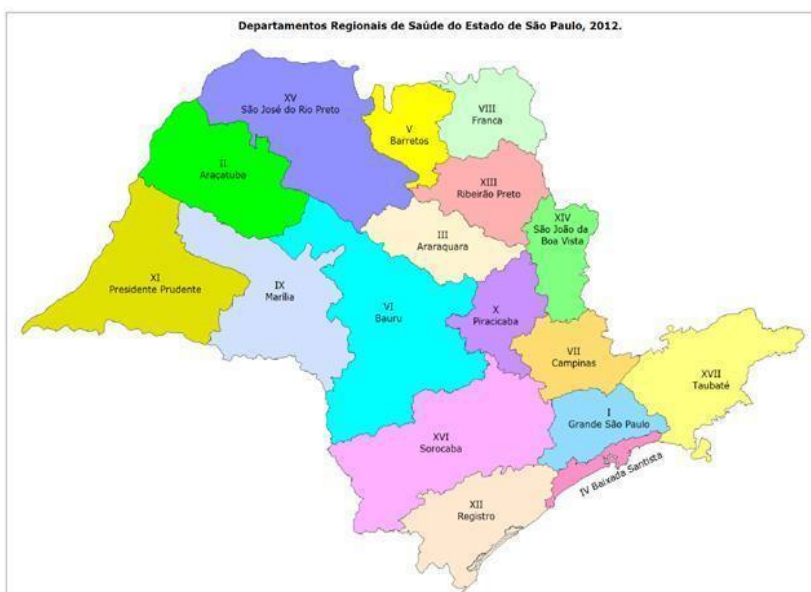 Departamentos Regionais de Saúde do Estado de São Paulo, 2012.
XV
São José do Rio Preto
V
Barretos
VIII
Franca
II
Araçatuba
XIII
Ribeirão Preto
XIV
São João da
Boa Vista
III
Araraquara
XI
Presidente Prudente
IX
Marília
VI
Bauru
X
Piracicaba
VII
Campinas
XVII
Taubaté
I
Grande São Paulo
XVI
Sorocaba
IV Baixada Santista
XII
Registro